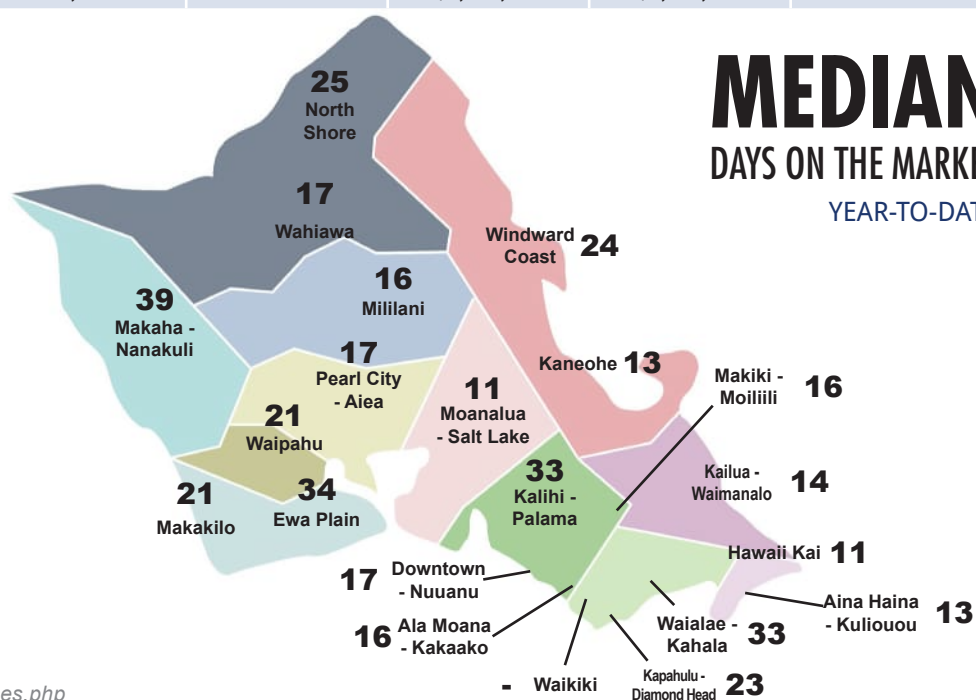 MEDIAN
DAYS ON THE MARK
YEAR-TO-DAT
25
North
Shore
17
Wahiawa
Windward
Coast 24
16
Mililani
39
Makaha -
Nanakuli
17
Pearl City
- Aiea
Kaneohe 13
11
Moanalua
- Salt Lake
Makiki -
Moiliili 16
21
Waipahu
33
Kalihi -
Palama
Kailua -
Waimanalo 14
21
Makakilo
34
Ewa Plain
Hawaii Kai 11
17 Downtown
- Nuuanu
Aina Haina
- Kuliouou 13
16 Ala Moana
- Kakaako
Waialae -
Kahala 33
- Waikiki
Kapahulu -
Diamond Head 23
es.php